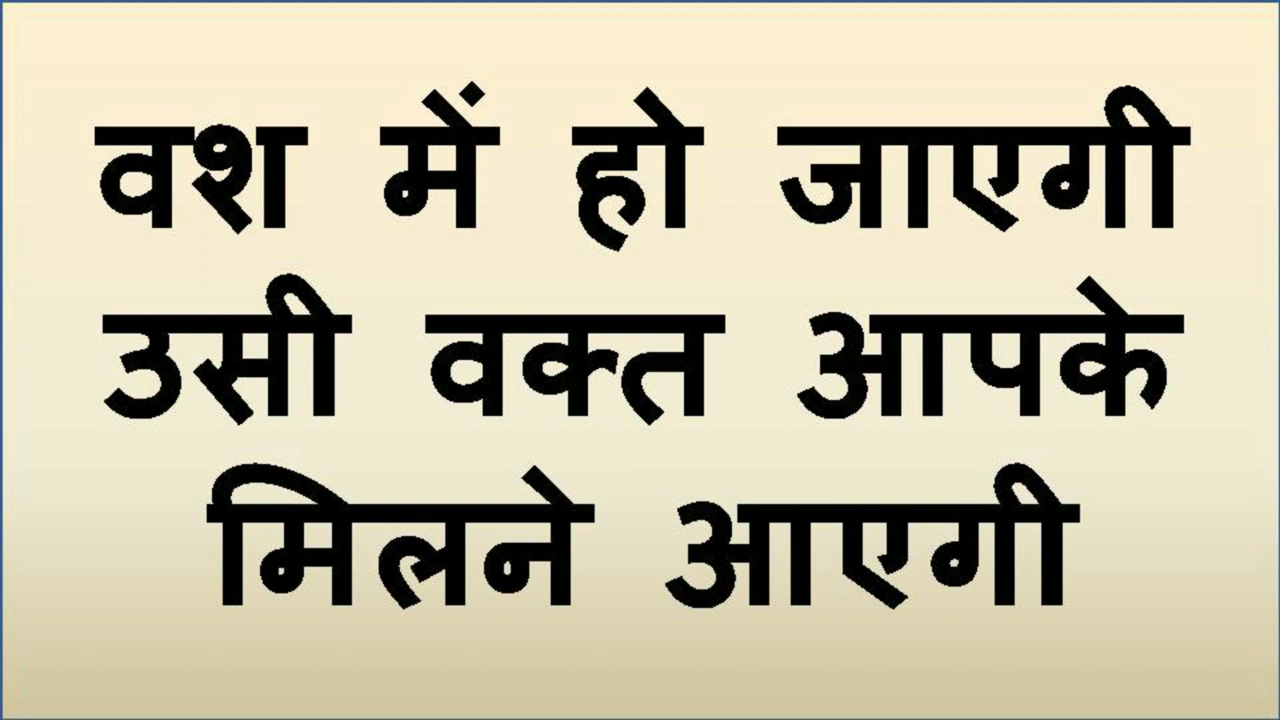 वश में हो जाएगी
उसी वक्त आपके
मिलने आएगी